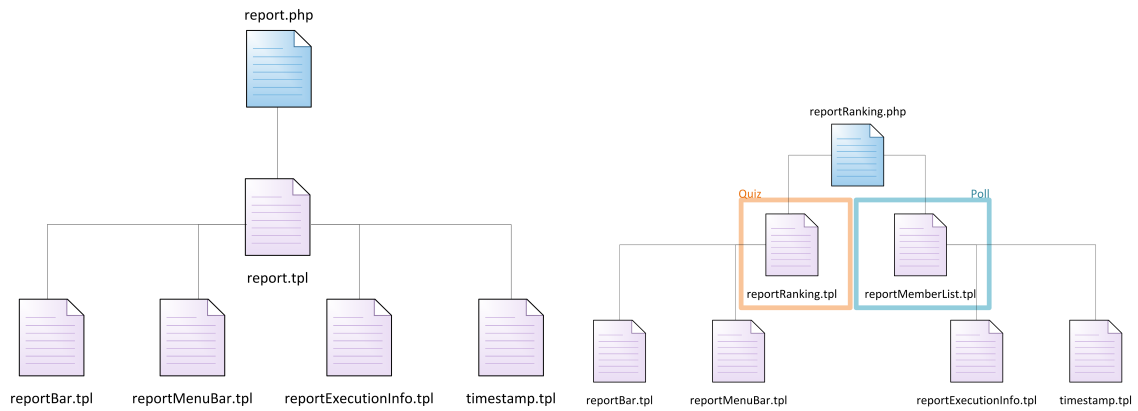 report.php
report.tpl
reportBar.tpl
reportMenuBar.tpl
reportExecutionInfo.tpl
timestamp.tpl
reportRanking.php
Quiz
Poll
reportRanking.tpl
reportMemberList.tpl
reportBar.tpl
reportMenuBar.tpl
reportExecutionInfo.tpl
timestamp.tpl